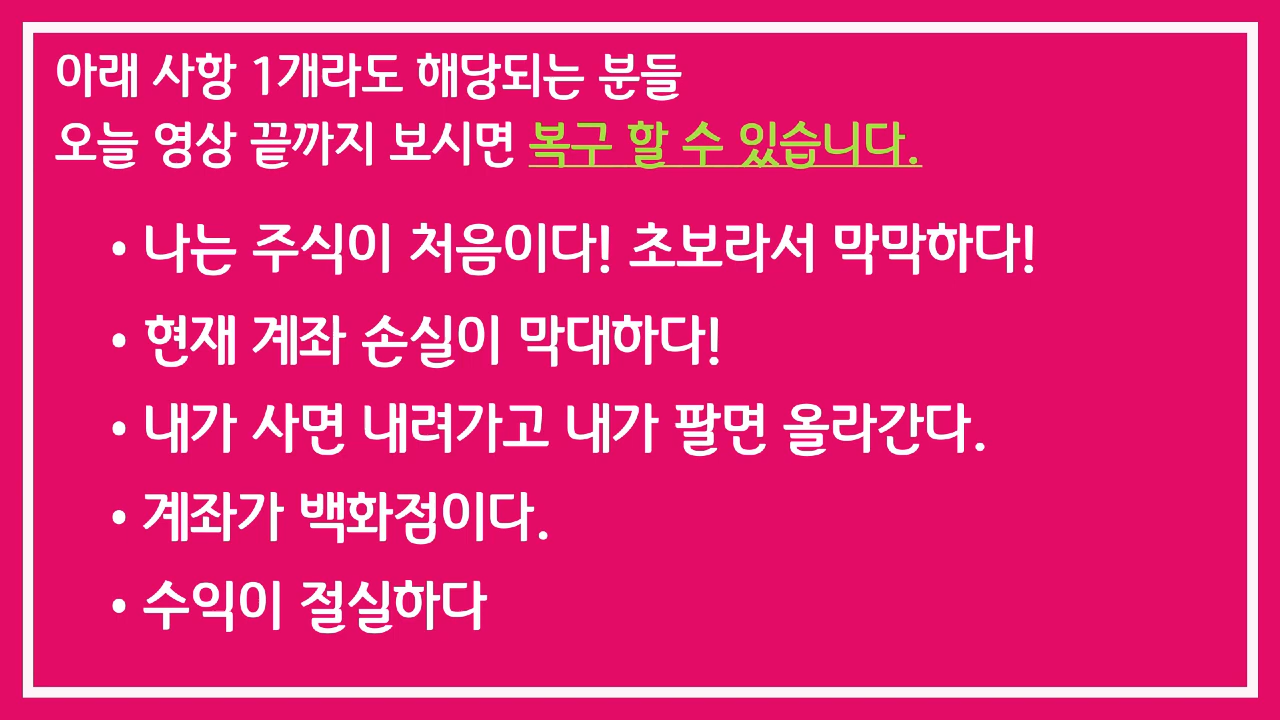 아래 사항 1개라도 해당되는 분들
오늘 영상 끝까지 보시면 복구 할 수 있습니다.
• 나는 주식이 처음이다! 초보라서 막막하다!
• 현재 계좌 손실이 막대하다!
• 내가 사면 내려가고 내가 팔면 올라간다.
• 계좌가 백화점이다.
• 수익이 절실하다